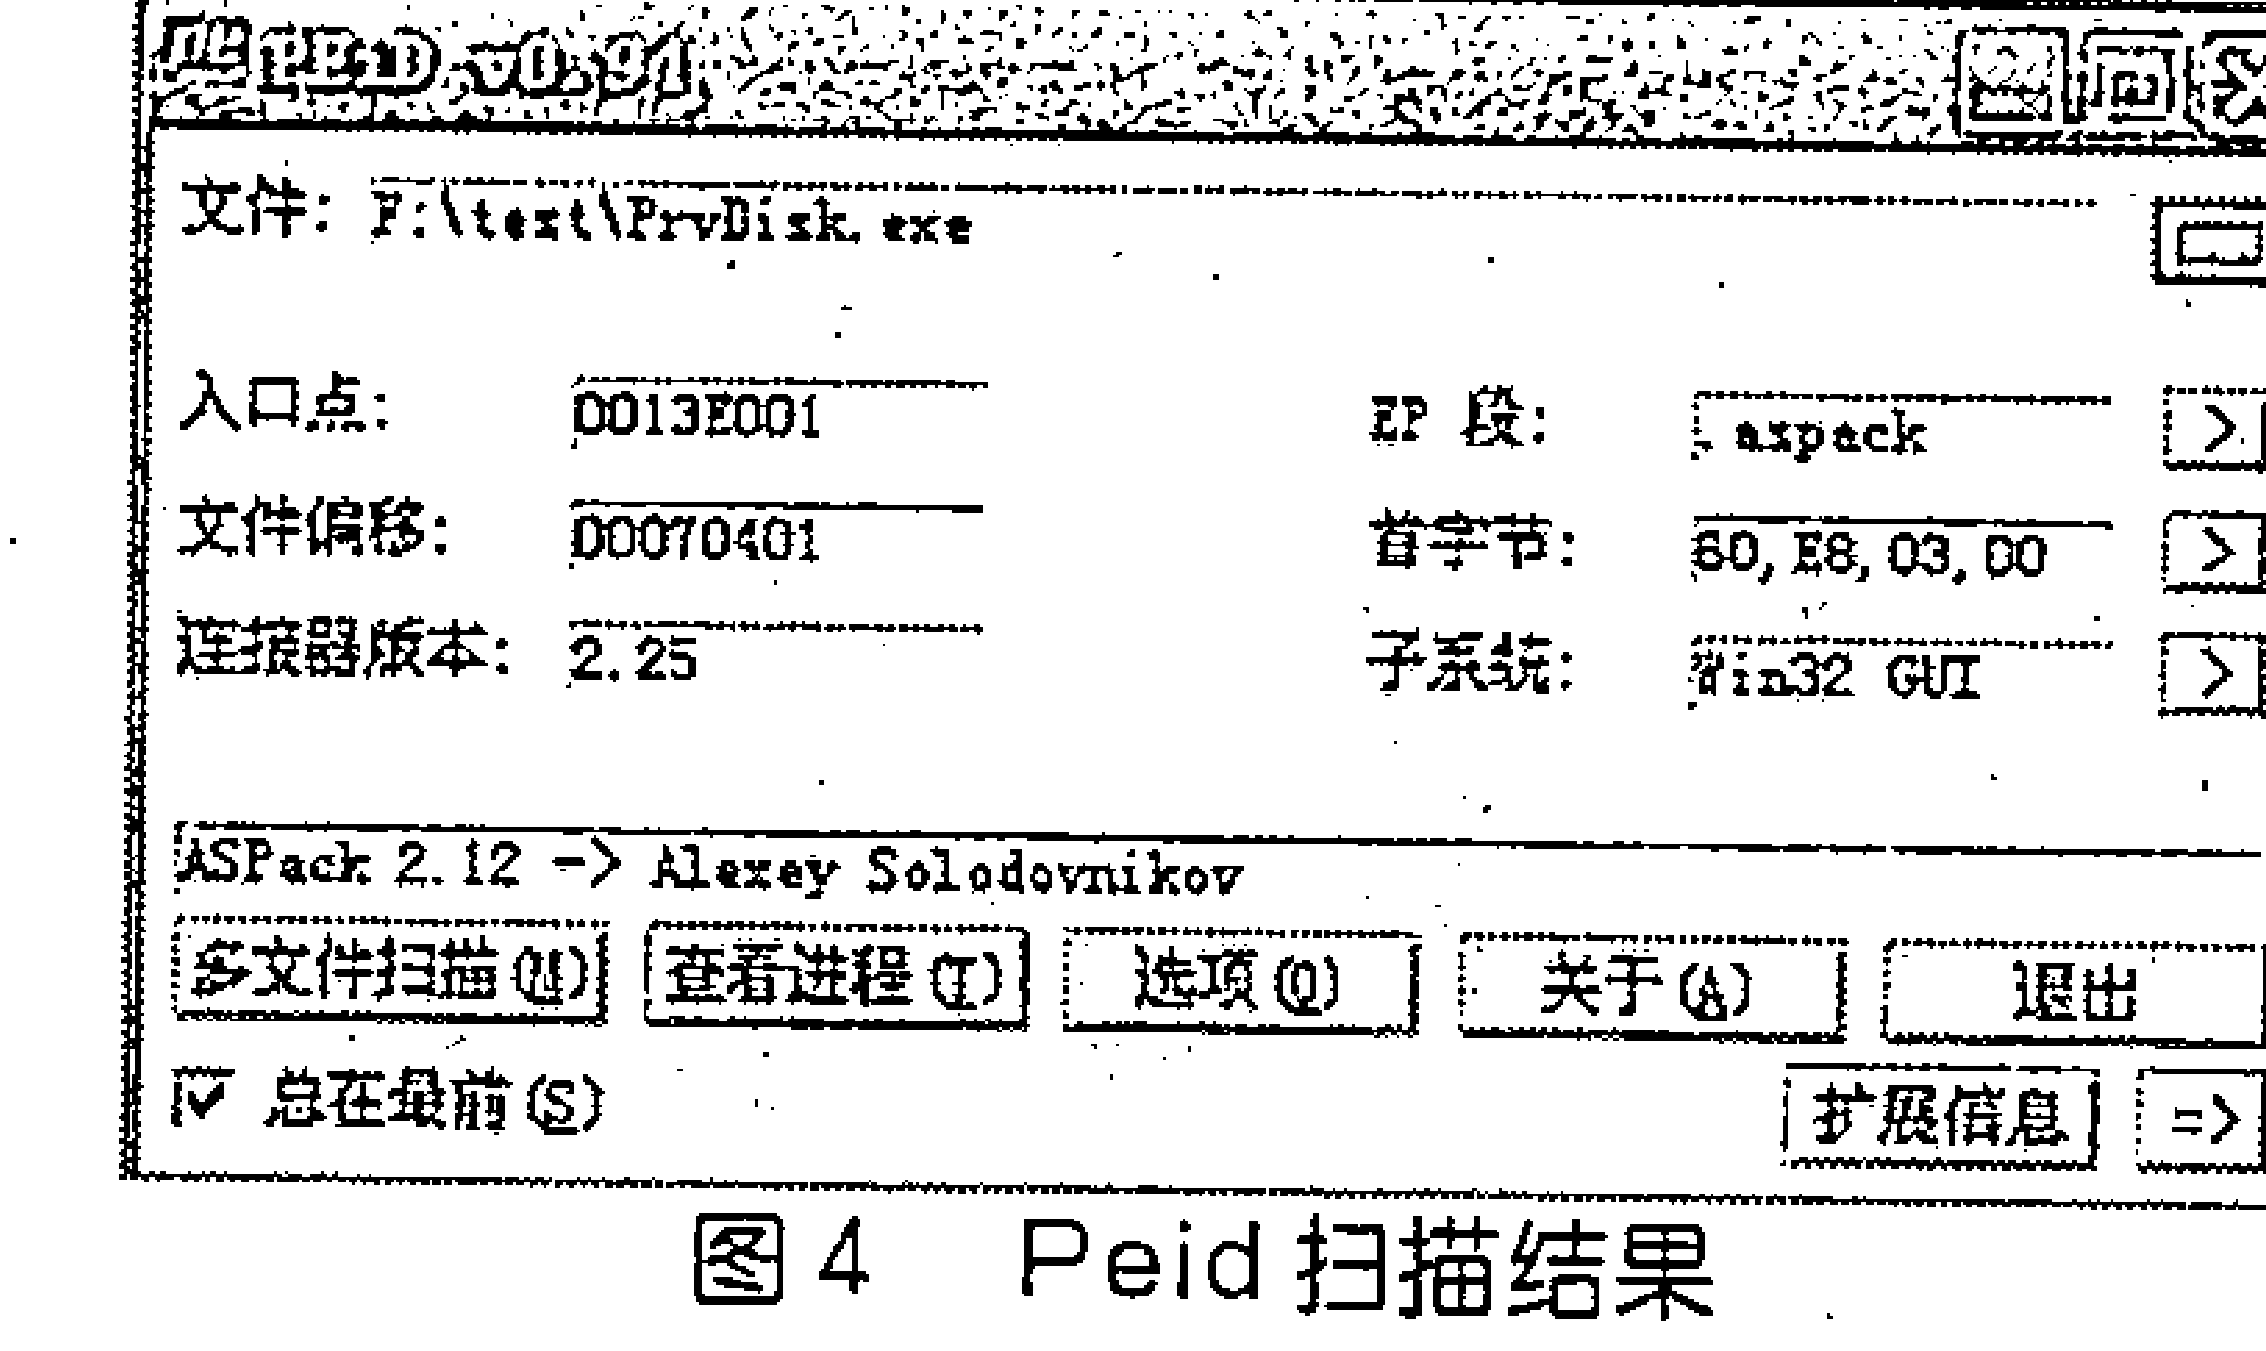 PEiD v0.94
文件: F:\test\PrvDisk.exe
入口点: 0013E001 EP 段: .aspack >
文件偏移: 00070401 首字节: 60,E8,03,00 >
连接器版本: 2.25 子系统: Win32 GUI >
ASPack 2.12 -> Alexey Solodovnikov
多文件扫描(M) 查看进程(T) 选项(O) 关于(A) 退出
总在最前(S) 扩展信息 =>
图4 Peid扫描结果